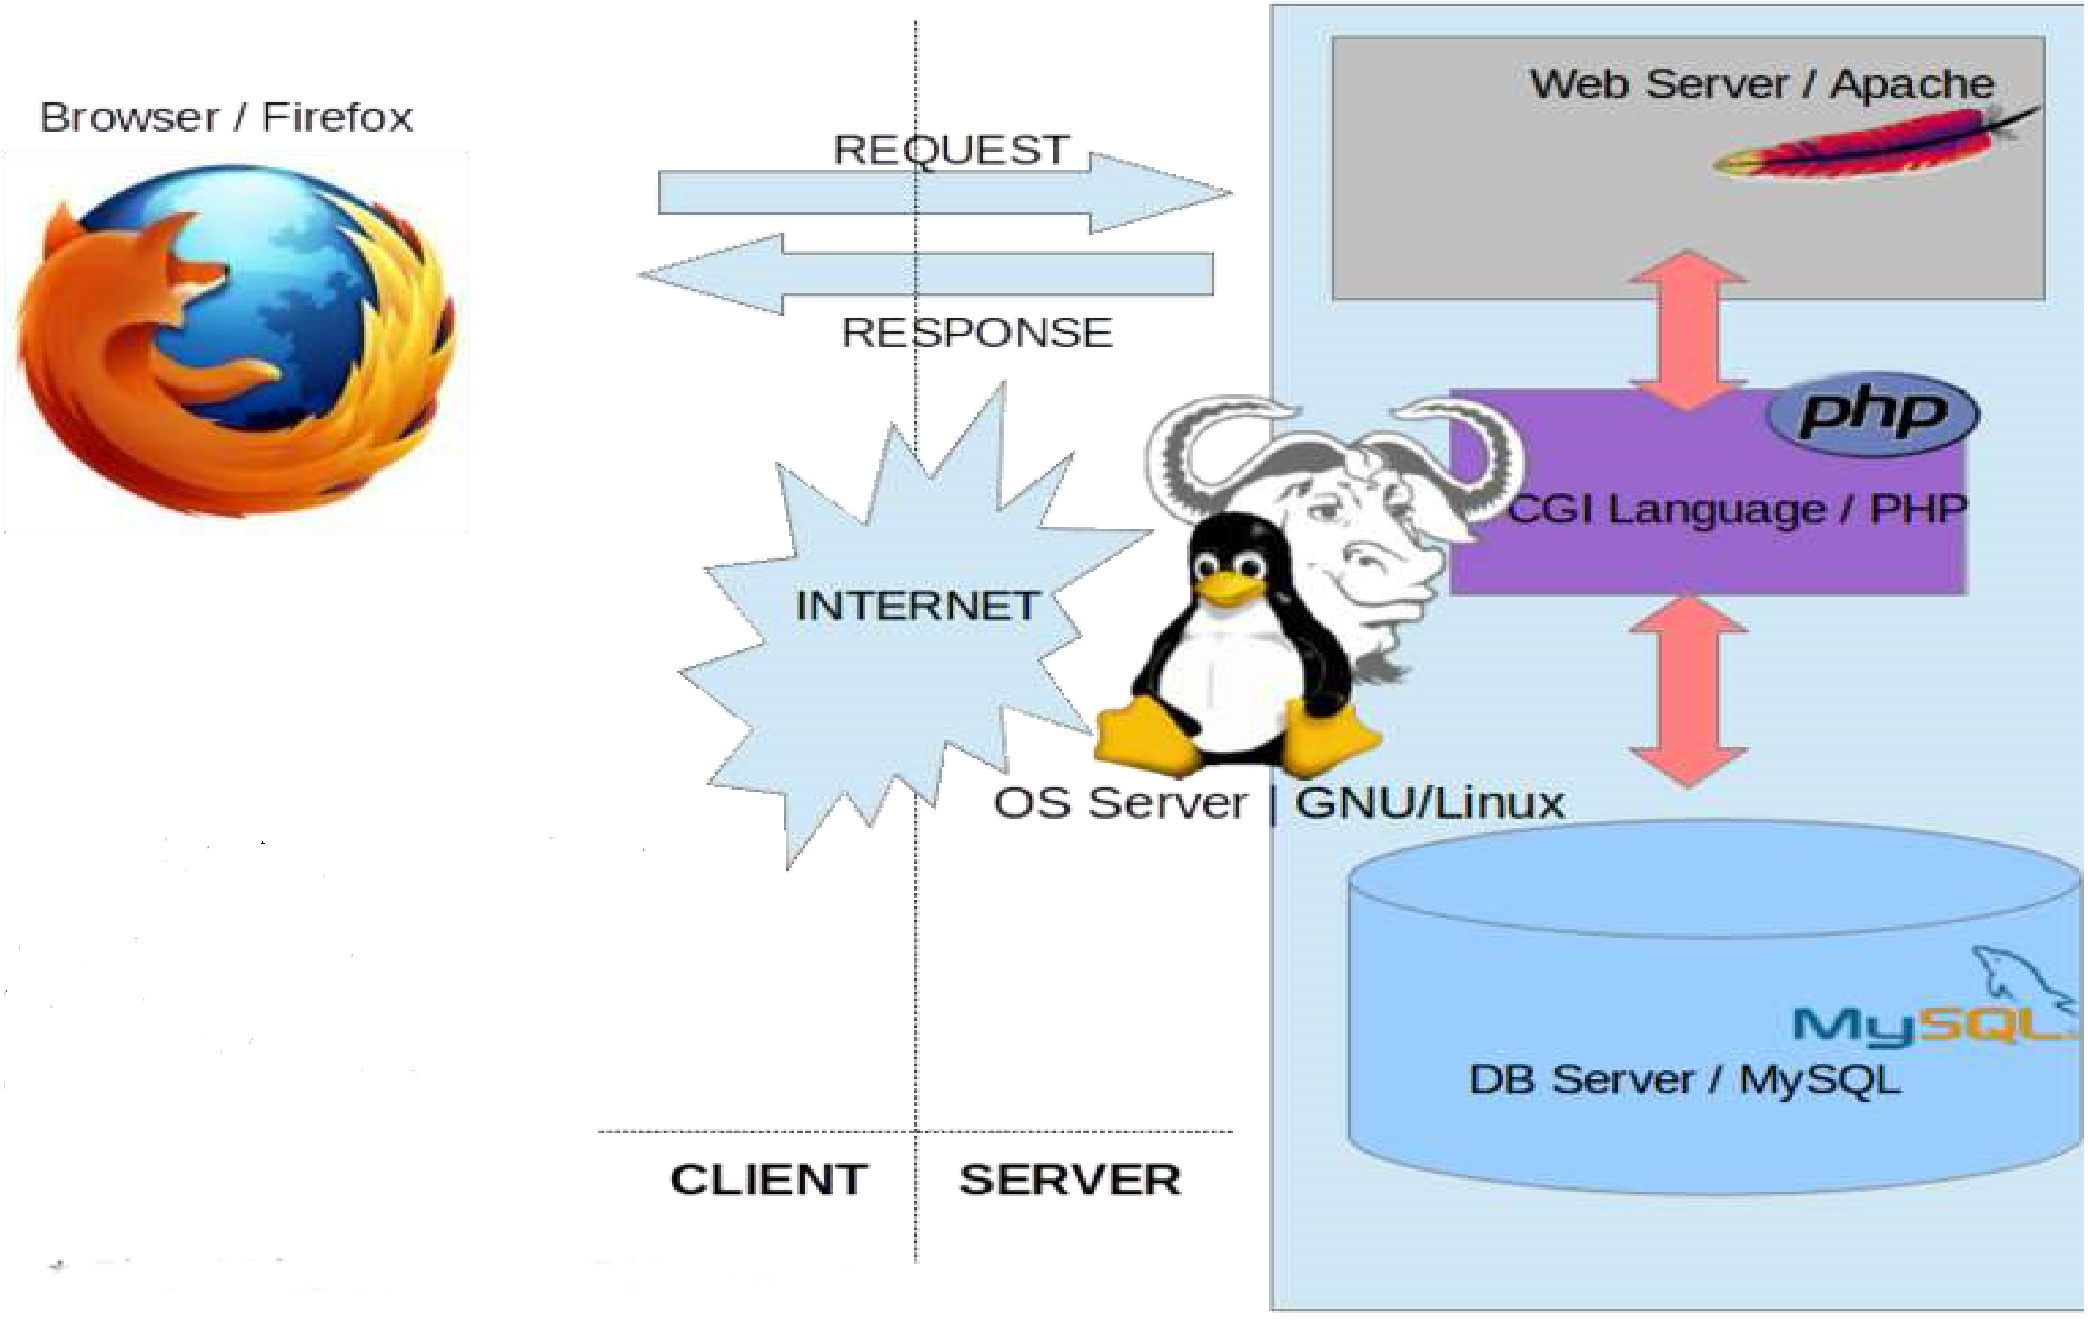 Browser / Firefox
REQUEST
RESPONSE
INTERNET
Web Server / Apache
php
CGI Language / PHP
OS Server | GNU/Linux
MySQL
DB Server / MySQL
CLIENT
SERVER